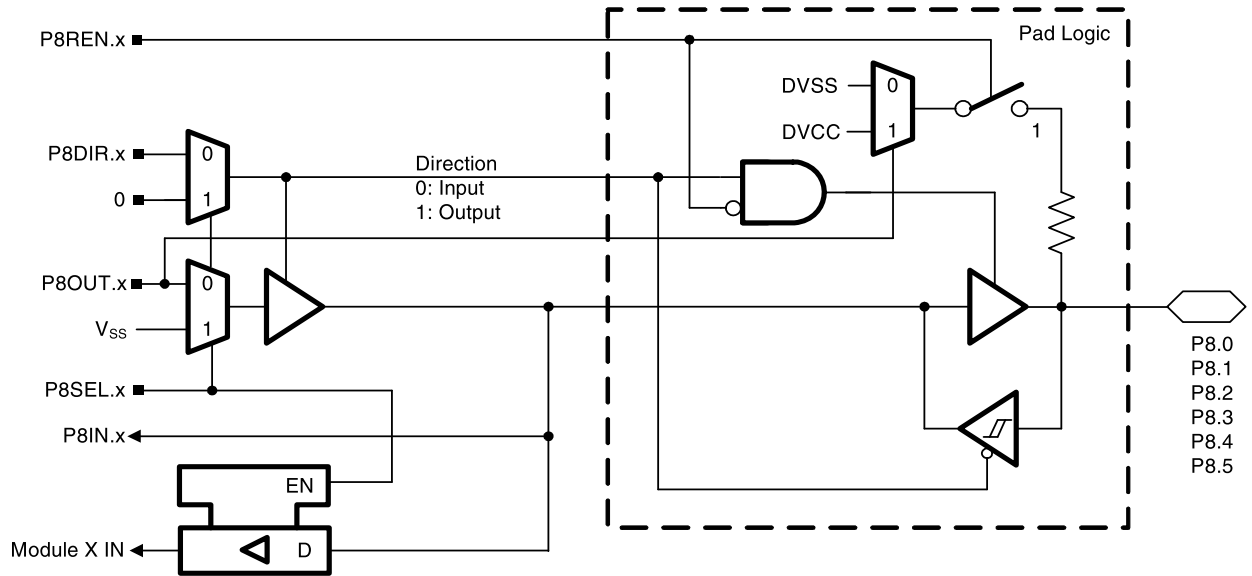 P8REN.x
Pad Logic
DVSS
0
DVCC
1
1
P8DIR.x
0
0
1
Direction
0: Input
1: Output
P8OUT.x
0
VSS
1
P8SEL.x
P8IN.x
EN
Module X IN
D
P8.0
P8.1
P8.2
P8.3
P8.4
P8.5